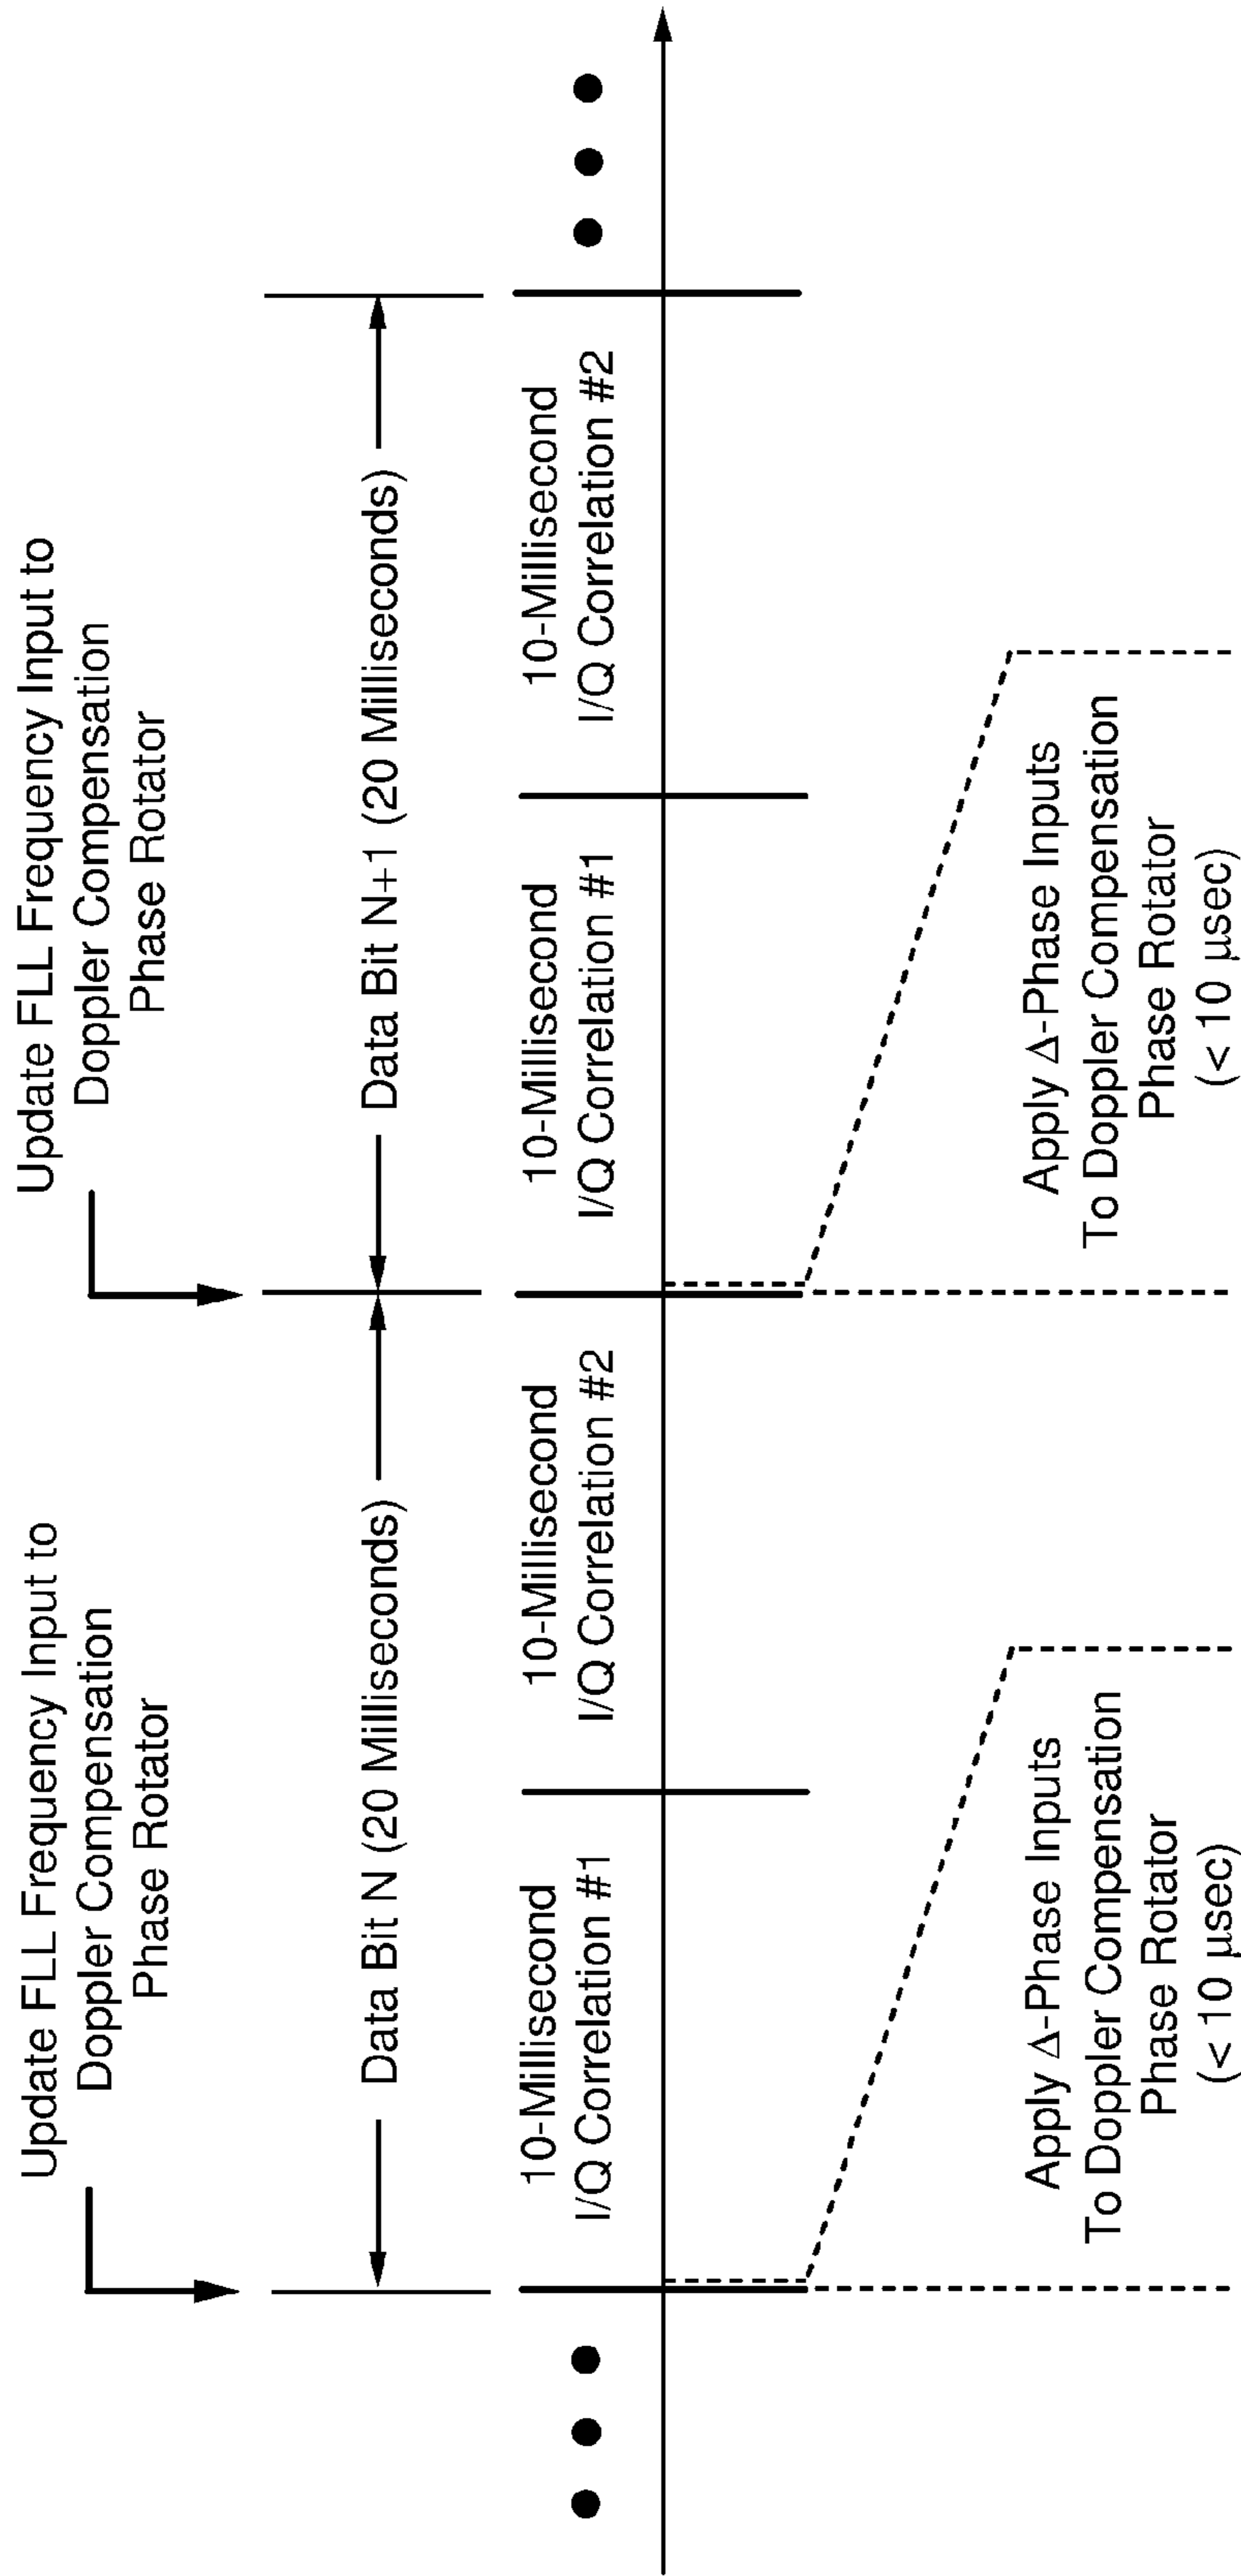 Update FLL Frequency Input to
Doppler Compensation
Phase Rotator
Update FLL Frequency Input to
Doppler Compensation
Phase Rotator
Data Bit N (20 Milliseconds)
Data Bit N+1 (20 Milliseconds)
10-Millisecond
I/Q Correlation #1
10-Millisecond
I/Q Correlation #2
10-Millisecond
I/Q Correlation #1
10-Millisecond
I/Q Correlation #2
Apply Δ-Phase Inputs
To Doppler Compensation
Phase Rotator
(< 10 μsec)
Apply Δ-Phase Inputs
To Doppler Compensation
Phase Rotator
(< 10 μsec)